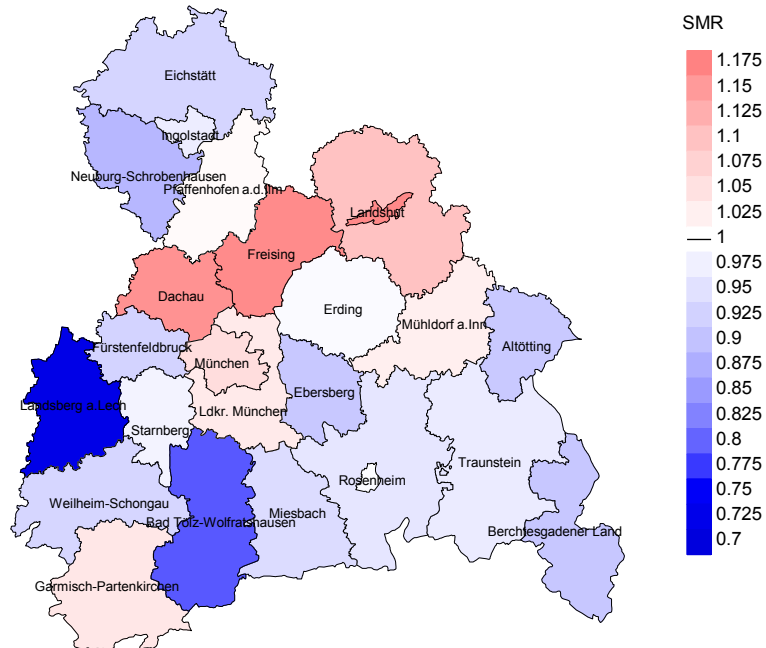 SMR
1.175
1.15
1.125
1.1
1.075
1.05
1.025
1
0.975
0.95
0.925
0.9
0.875
0.85
0.825
0.8
0.775
0.75
0.725
0.7
Eichstätt
Ingolstadt
Neuburg-Schrobenhausen
Pfaffenhofen a.d.Ilm
Landshut
Freising
Dachau
Erding
Mühldorf a.Inn
Altötting
Fürstenfeldbruck
München
Ebersberg
Landsberg a.Lech
Ldkr. München
Starnberg
Traunstein
Rosenheim
Weilheim-Schongau
Miesbach
Bad Tölz-Wolfratshausen
Berchtesgadener Land
Garmisch-Partenkirchen